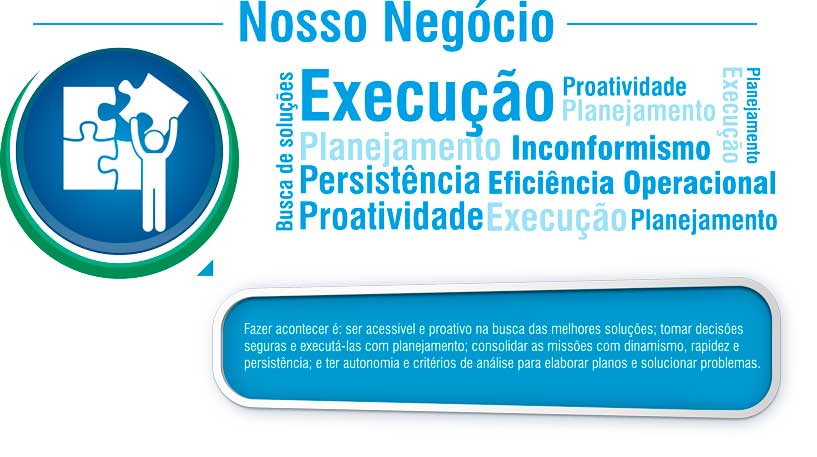 Nosso Negócio
Busca de soluções
Execução
Proatividade
Planejamento
Execução
Planejamento
Planejamento Inconformismo
Persistência Eficiência Operacional
Proatividade Execução Planejamento
Fazer acontecer é: ser acessível e proativo na busca das melhores soluções; tomar decisões
seguras e executá-las com planejamento; consolidar as missões com dinamismo, rapidez e
persistência; e ter autonomia e critérios de análise para elaborar planos e solucionar problemas.